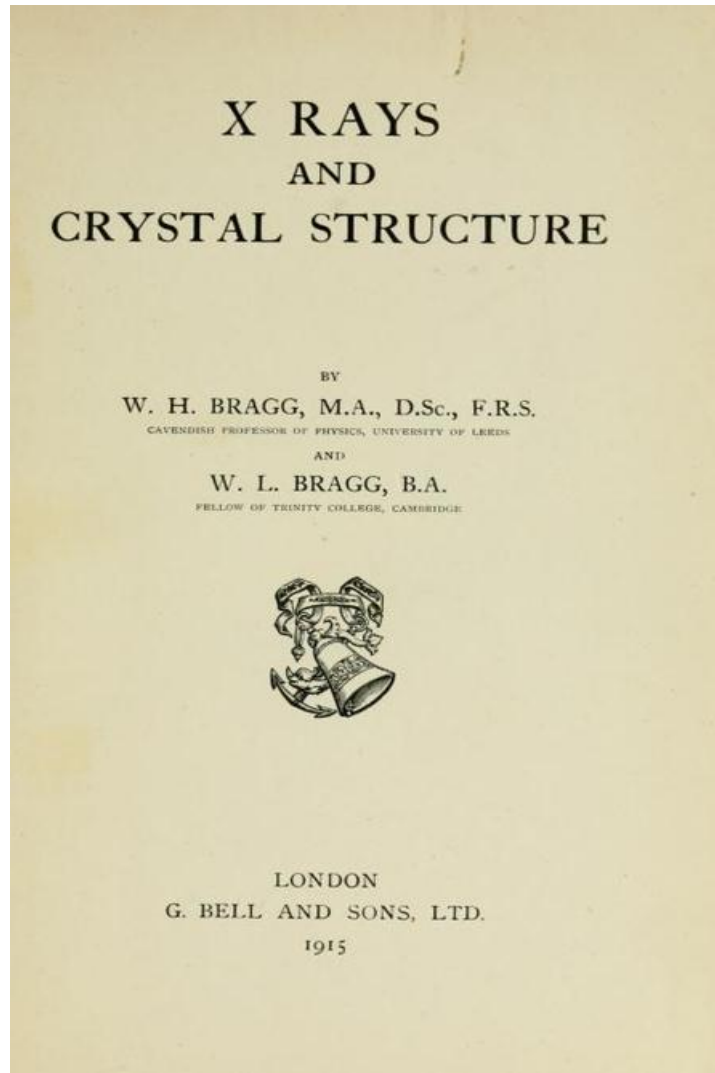 X RAYS
AND
CRYSTAL STRUCTURE
BY
W. H. BRAGG, M.A., D.Sc., F.R.S.
CAVENDISH PROFESSOR OF PHYSICS, UNIVERSITY OF LEEDS
AND
W. L. BRAGG, B.A.
FELLOW OF TRINITY COLLEGE, CAMBRIDGE
LONDON
G. BELL AND SONS, LTD.
1915